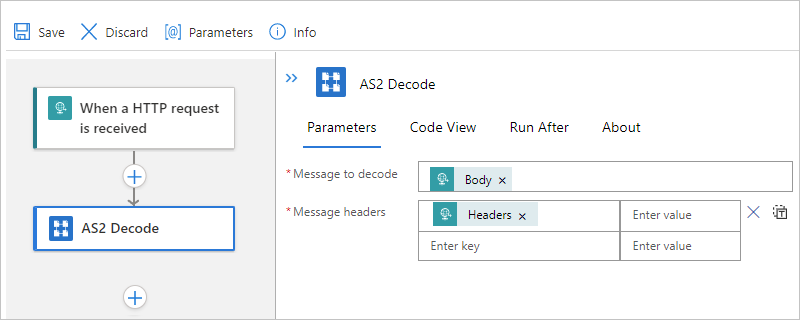 Save Discard [@] Parameters Info
AS2 Decode
Parameters Code View Run After About
When a HTTP request
is received
AS2 Decode
* Message to decode Body ×
* Message headers Headers × Enter value
Enter key Enter value